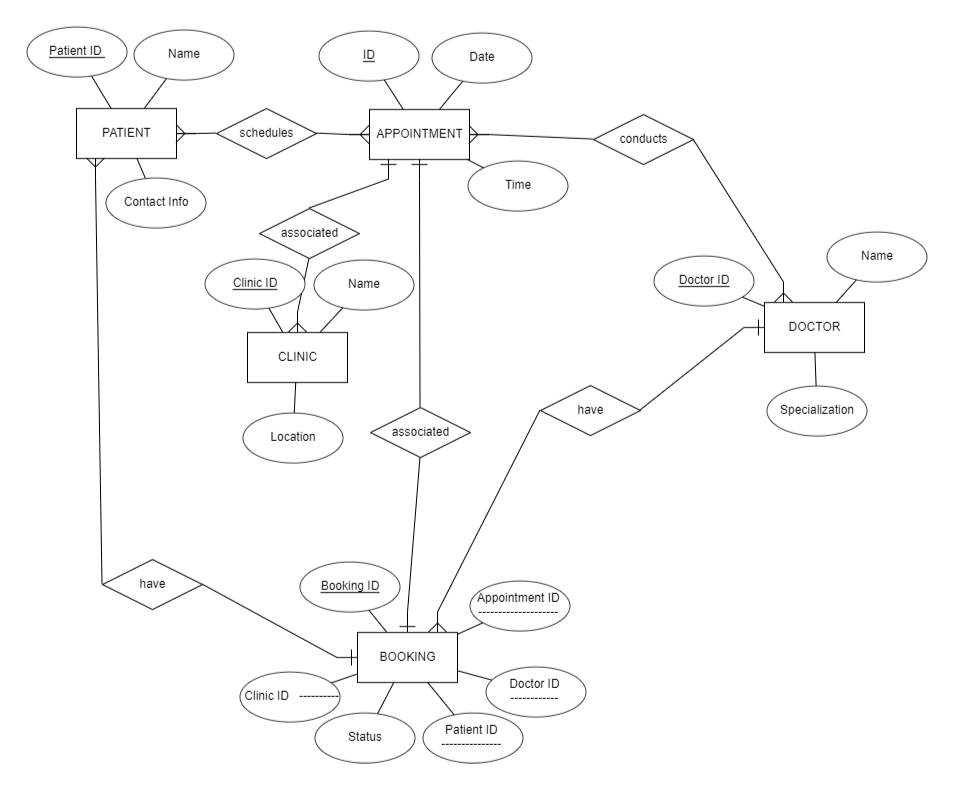 Patient ID
Name
ID
Date
PATIENT
schedules
APPOINTMENT
conducts
Time
Contact Info
associated
Clinic ID
Name
Doctor ID
Name
CLINIC
DOCTOR
Location
associated
have
Specialization
have
Booking ID
Appointment ID
BOOKING
Clinic ID
Doctor ID
Status
Patient ID